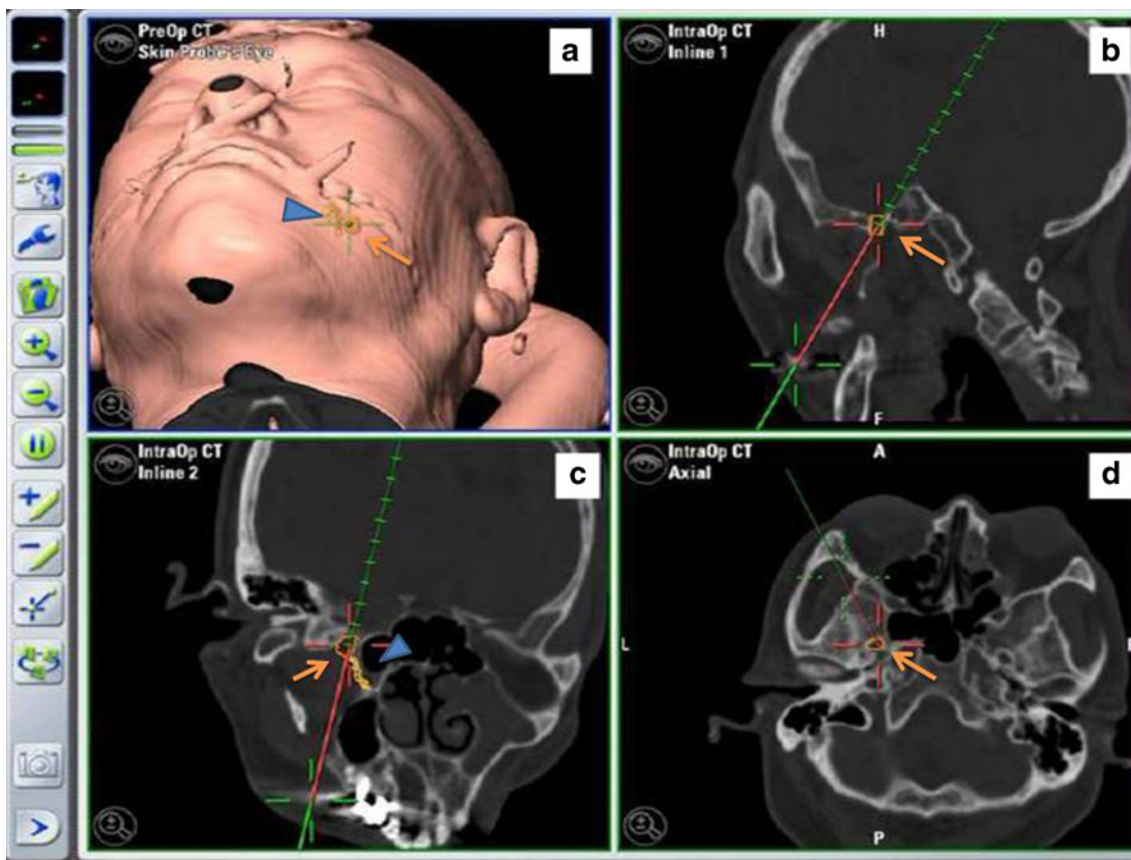 PreOp CT
Skin Probe's Eye
a
IntraOp CT
Inline 1
H
b
F
IntraOp CT
Inline 2
c
IntraOp CT
Axial
A
d
L
P